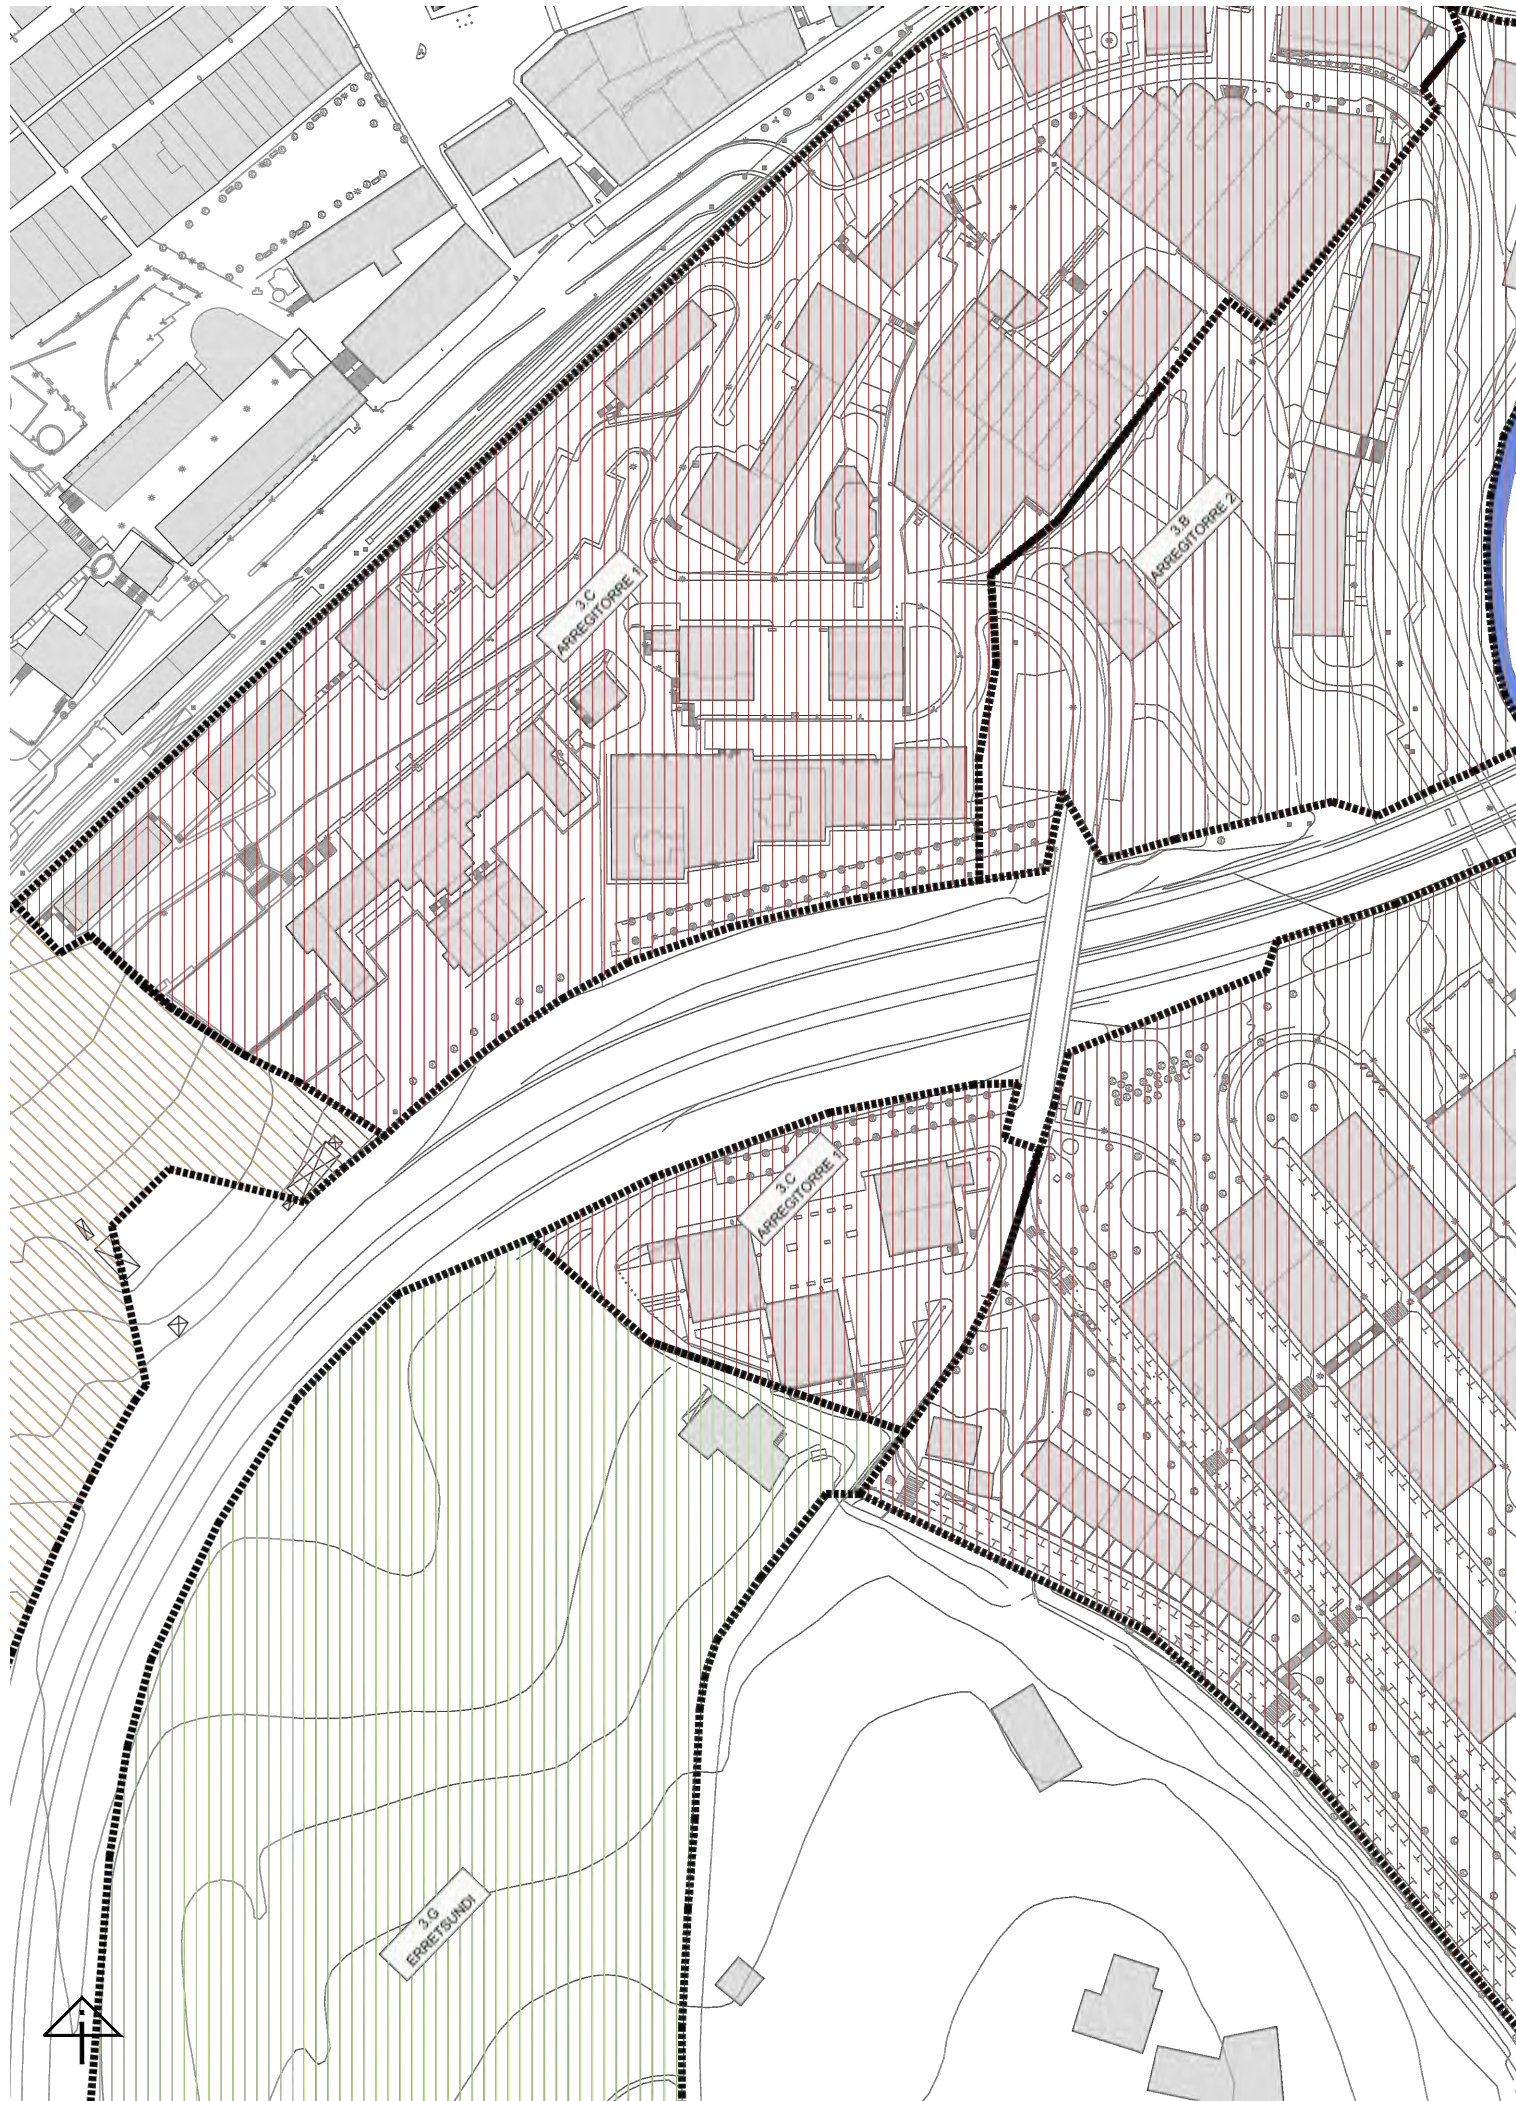 3.B
ARREGITORRE 2
3.C
ARREGITORRE 1
3.C
ARREGITORRE 1
3.G
ERRETSUNDI